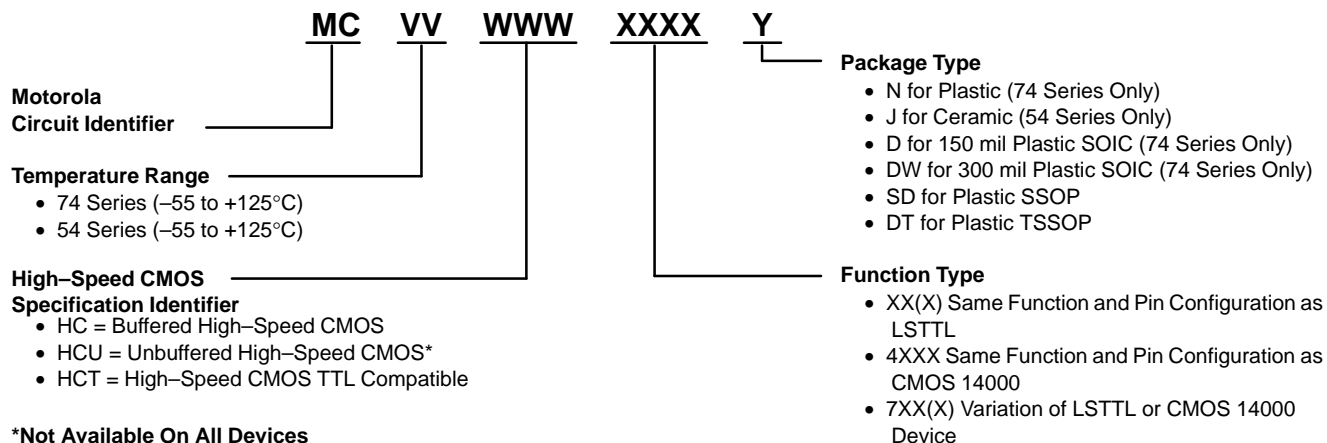 MC VV WWW XXXX Y
Motorola
Circuit Identifier
Temperature Range
• 74 Series (–55 to +125°C)
• 54 Series (–55 to +125°C)
High–Speed CMOS
Specification Identifier
• HC = Buffered High–Speed CMOS
• HCU = Unbuffered High–Speed CMOS*
• HCT = High–Speed CMOS TTL Compatible
*Not Available On All Devices
Package Type
• N for Plastic (74 Series Only)
• J for Ceramic (54 Series Only)
• D for 150 mil Plastic SOIC (74 Series Only)
• DW for 300 mil Plastic SOIC (74 Series Only)
• SD for Plastic SSOP
• DT for Plastic TSSOP
Function Type
• XX(X) Same Function and Pin Configuration as
LSTTL
• 4XXX Same Function and Pin Configuration as
CMOS 14000
• 7XX(X) Variation of LSTTL or CMOS 14000
Device